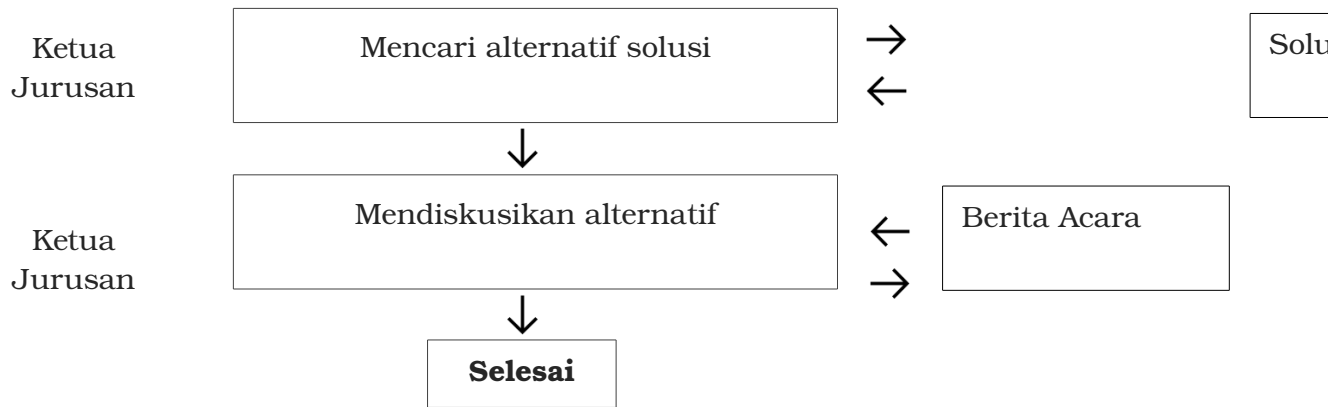 Ketua
Jurusan
Mencari alternatif solusi
Ketua
Jurusan
Mendiskusikan alternatif
Berita Acara
Selesai